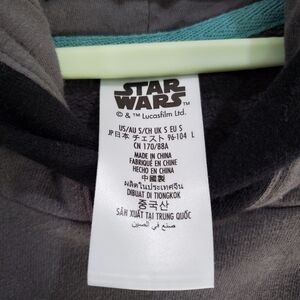 STAR
WARS
© & ™ Lucasfilm Ltd.
US/AU S/CH UK S EU S
JP 日本 チェスト 96-104 L
CN 170/88A
MADE IN CHINA
FABRIQUÉ EN CHINE
HECHO EN CHINA
中國製
ผลิตในประเทศจีน
DIBUAT DI TIONGKOK
중국산
SẢN XUẤT TẠI TRUNG QUỐC
صنع في الصين